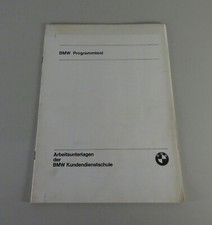 BMW Programmtest
Arbeitsunterlagen
der
BMW Kundendienstschule